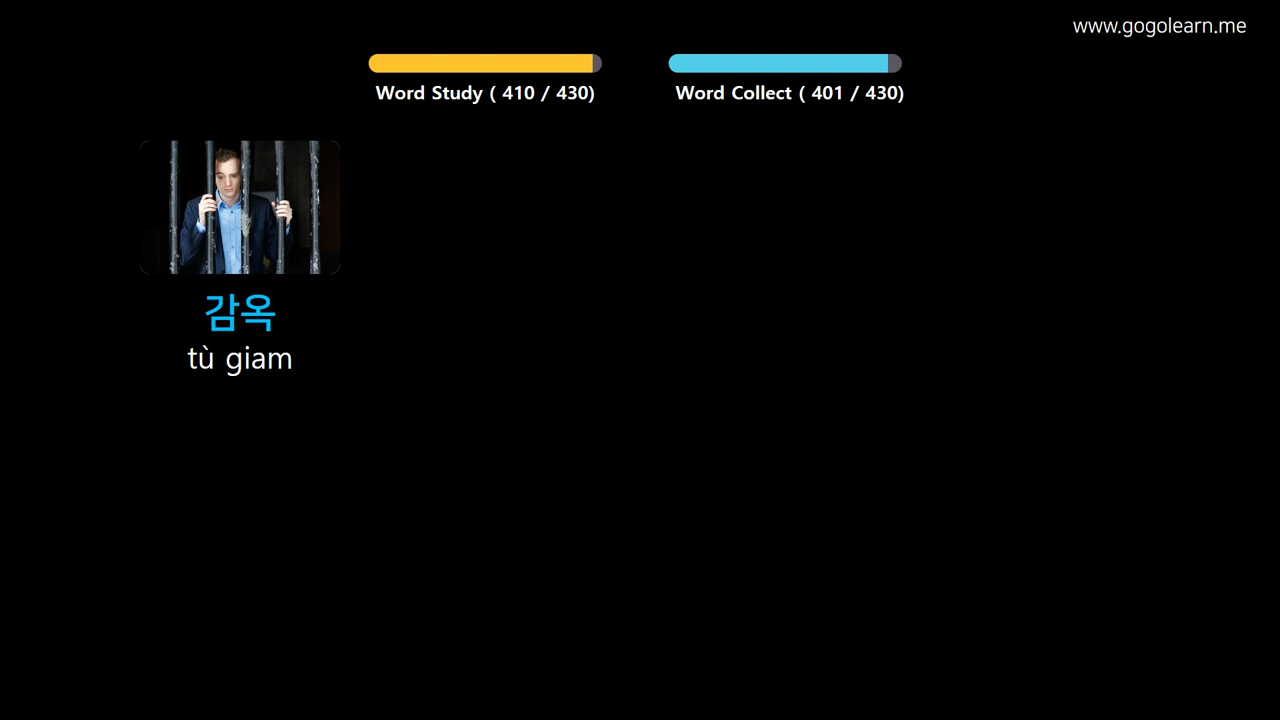 www.gogolearn.me
Word Study ( 410 / 430)
Word Collect ( 401 / 430)
감옥
tù giam